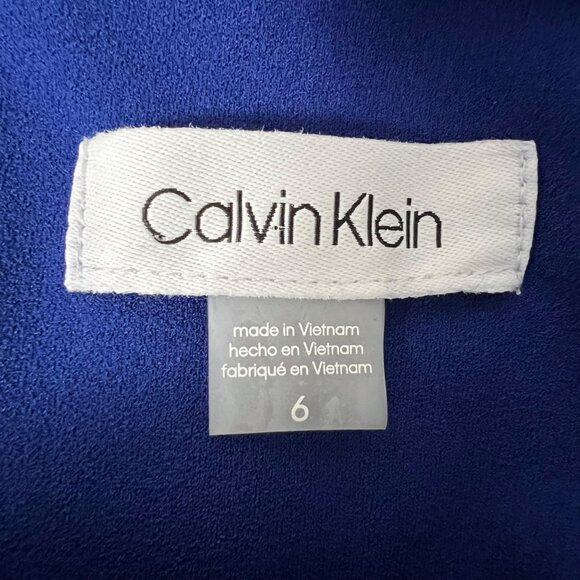 Calvin Klein
made in Vietnam
hecho en Vietnam
fabriqué en Vietnam
6